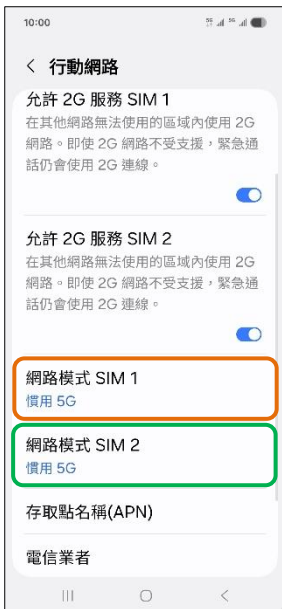 10:00
5G 5G
< 行動網路
允許 2G 服務 SIM 1
在其他網路無法使用的區域內使用 2G
網路。即使 2G 網路不受支援，緊急通
話仍會使用 2G 連線。
允許 2G 服務 SIM 2
在其他網路無法使用的區域內使用 2G
網路。即使 2G 網路不受支援，緊急通
話仍會使用 2G 連線。
網路模式 SIM 1
慣用 5G
網路模式 SIM 2
慣用 5G
存取點名稱(APN)
電信業者